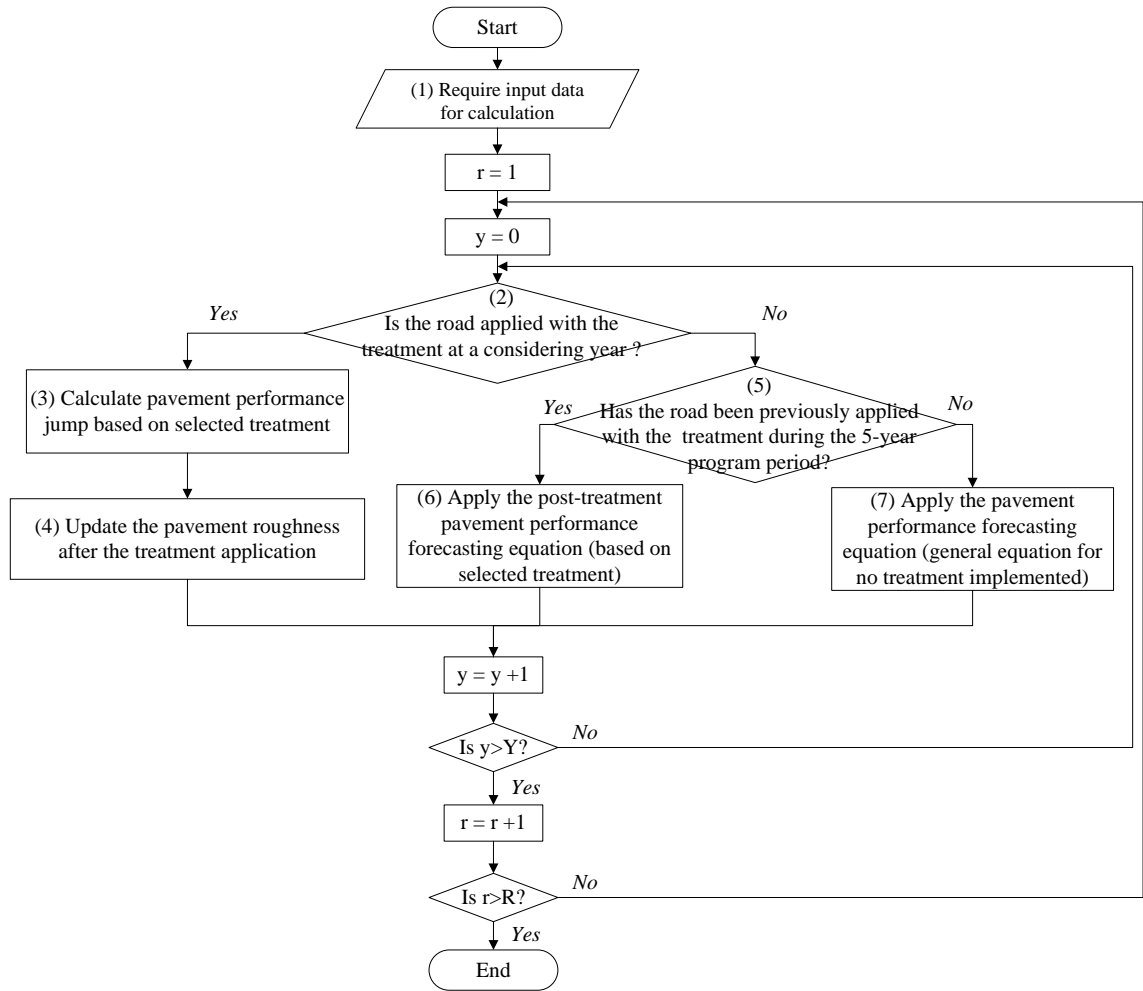 Start
(1) Require input data
for calculation
r = 1
y = 0
(2)
Is the road applied with the
treatment at a considering year ?
Yes
No
(3) Calculate pavement performance
jump based on selected treatment
(4) Update the pavement roughness
after the treatment application
(5)
Has the road been previously applied
with the treatment during the 5-year
program period?
Yes
No
(6) Apply the post-treatment
pavement performance
forecasting equation (based on
selected treatment)
(7) Apply the pavement
performance forecasting
equation (general equation for
no treatment implemented)
y = y +1
Is y>Y?
No
Yes
r = r +1
Is r>R?
No
Yes
End